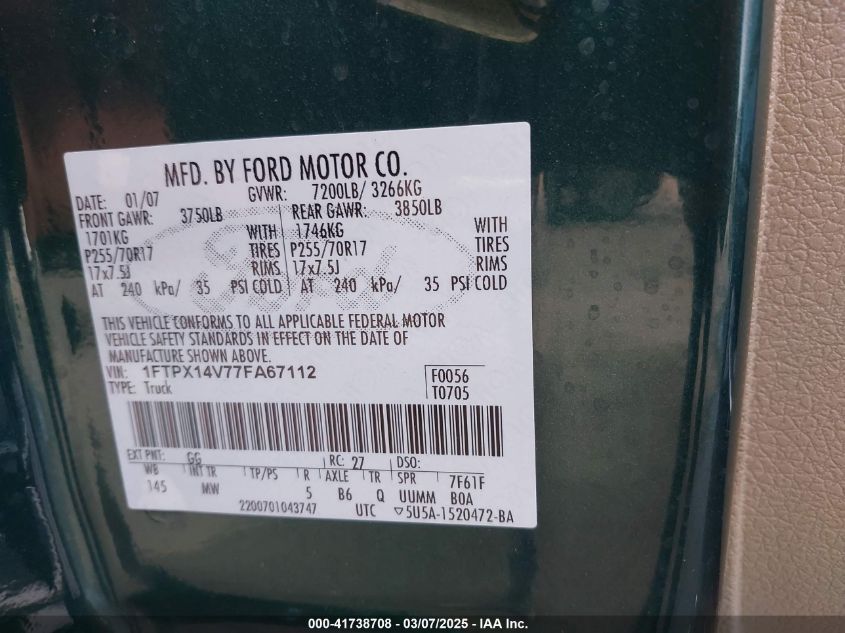 MFD. BY FORD MOTOR CO.
DATE: 01/07 GVWR: 7200LB/ 3266KG
FRONT GAWR: 3750LB REAR GAWR: 3850LB
1701KG WITH 1746KG WITH
P255/70R17 TIRES P255/70R17 TIRES
17x7.5J RIMS 17x7.5J RIMS
AT 240 kPa/ 35 PSI COLD AT 240 kPa/ 35 PSI COLD
Ford
THIS VEHICLE CONFORMS TO ALL APPLICABLE FEDERAL MOTOR
VEHICLE SAFETY STANDARDS IN EFFECT ON THE DATE OF
MANUFACTURE SHOWN ABOVE.
VIN: 1FTPX14V77FA67112 F0056
TYPE: Truck T0705
EXT PNT: GG RC: 27 DSO:
WB INT TR TP/PS R AXLE TR SPR 7F61F
145 MW 5 B6 Q UUMM BOA
2200701043747 UTC ▽5U5A-1520472-BA
000-41738708 - 03/07/2025 - IAA Inc.